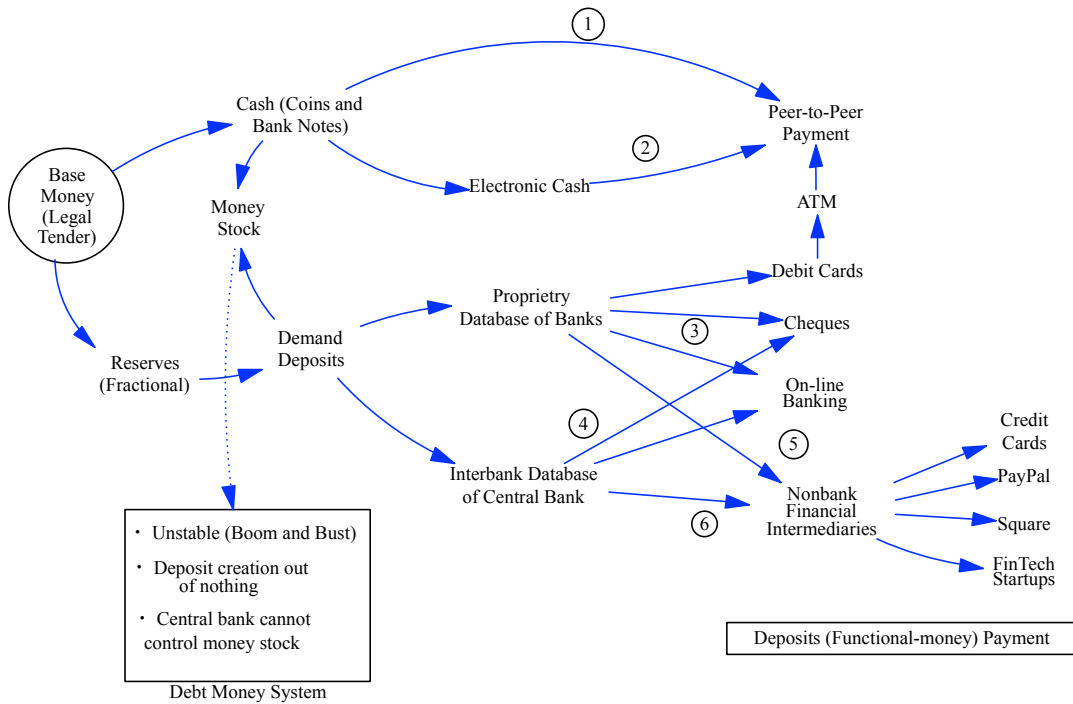 1
Cash (Coins and
Bank Notes)
Peer-to-Peer
Payment
2
Base
Money
(Legal
Tender)
Electronic Cash
Money
Stock
ATM
Debit Cards
Proprietry
Database of Banks
3
Cheques
Demand
Deposits
Reserves
(Fractional)
On-line
Banking
4
5
Credit
Cards
Interbank Database
of Central Bank
PayPal
Nonbank
Financial
Intermediaries
6
Square
FinTech
Startups
・ Unstable (Boom and Bust)
・ Deposit creation out
of nothing
・ Central bank cannot
control money stock
Debt Money System
Deposits (Functional-money) Payment